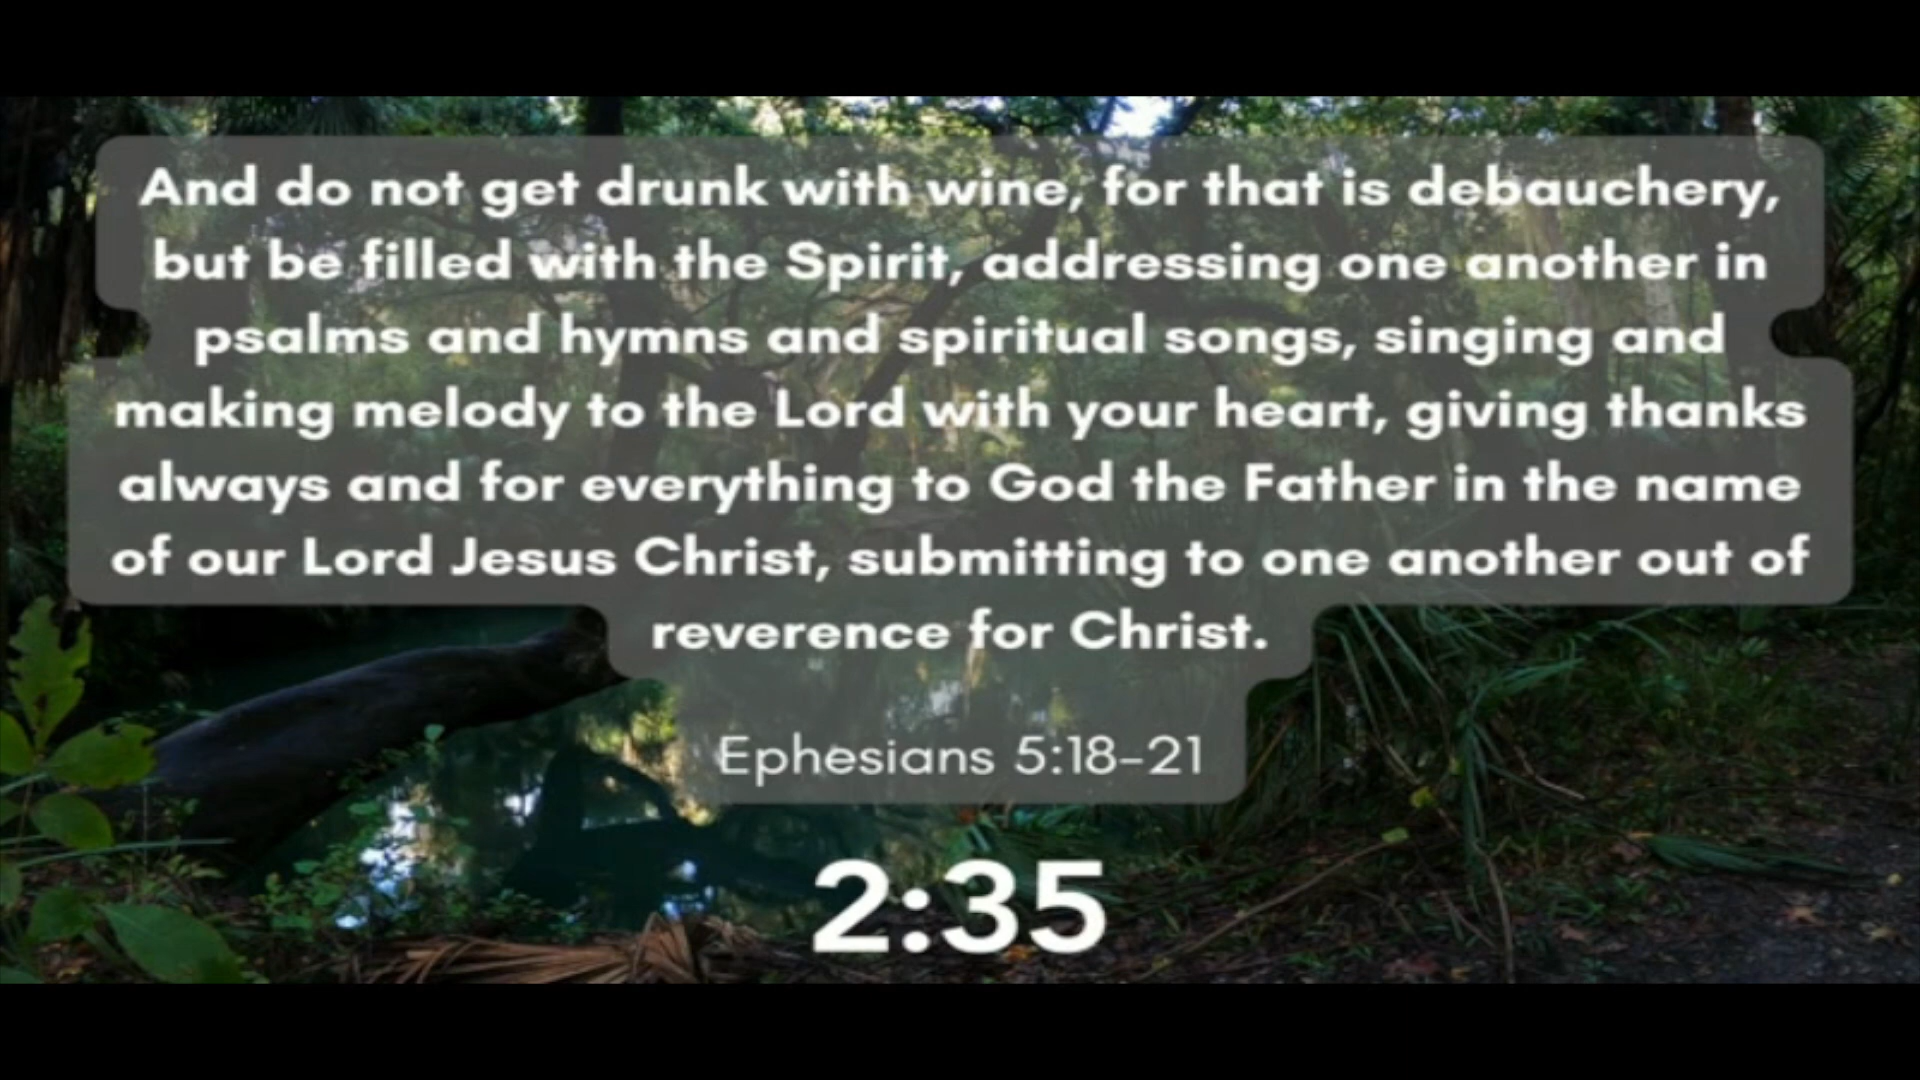 And do not get drunk with wine, for that is debauchery,
but be filled with the Spirit, addressing one another in
psalms and hymns and spiritual songs, singing and
making melody to the Lord with your heart, giving thanks
always and for everything to God the Father in the name
of our Lord Jesus Christ, submitting to one another out of
reverence for Christ.
Ephesians 5:18-21
2:35